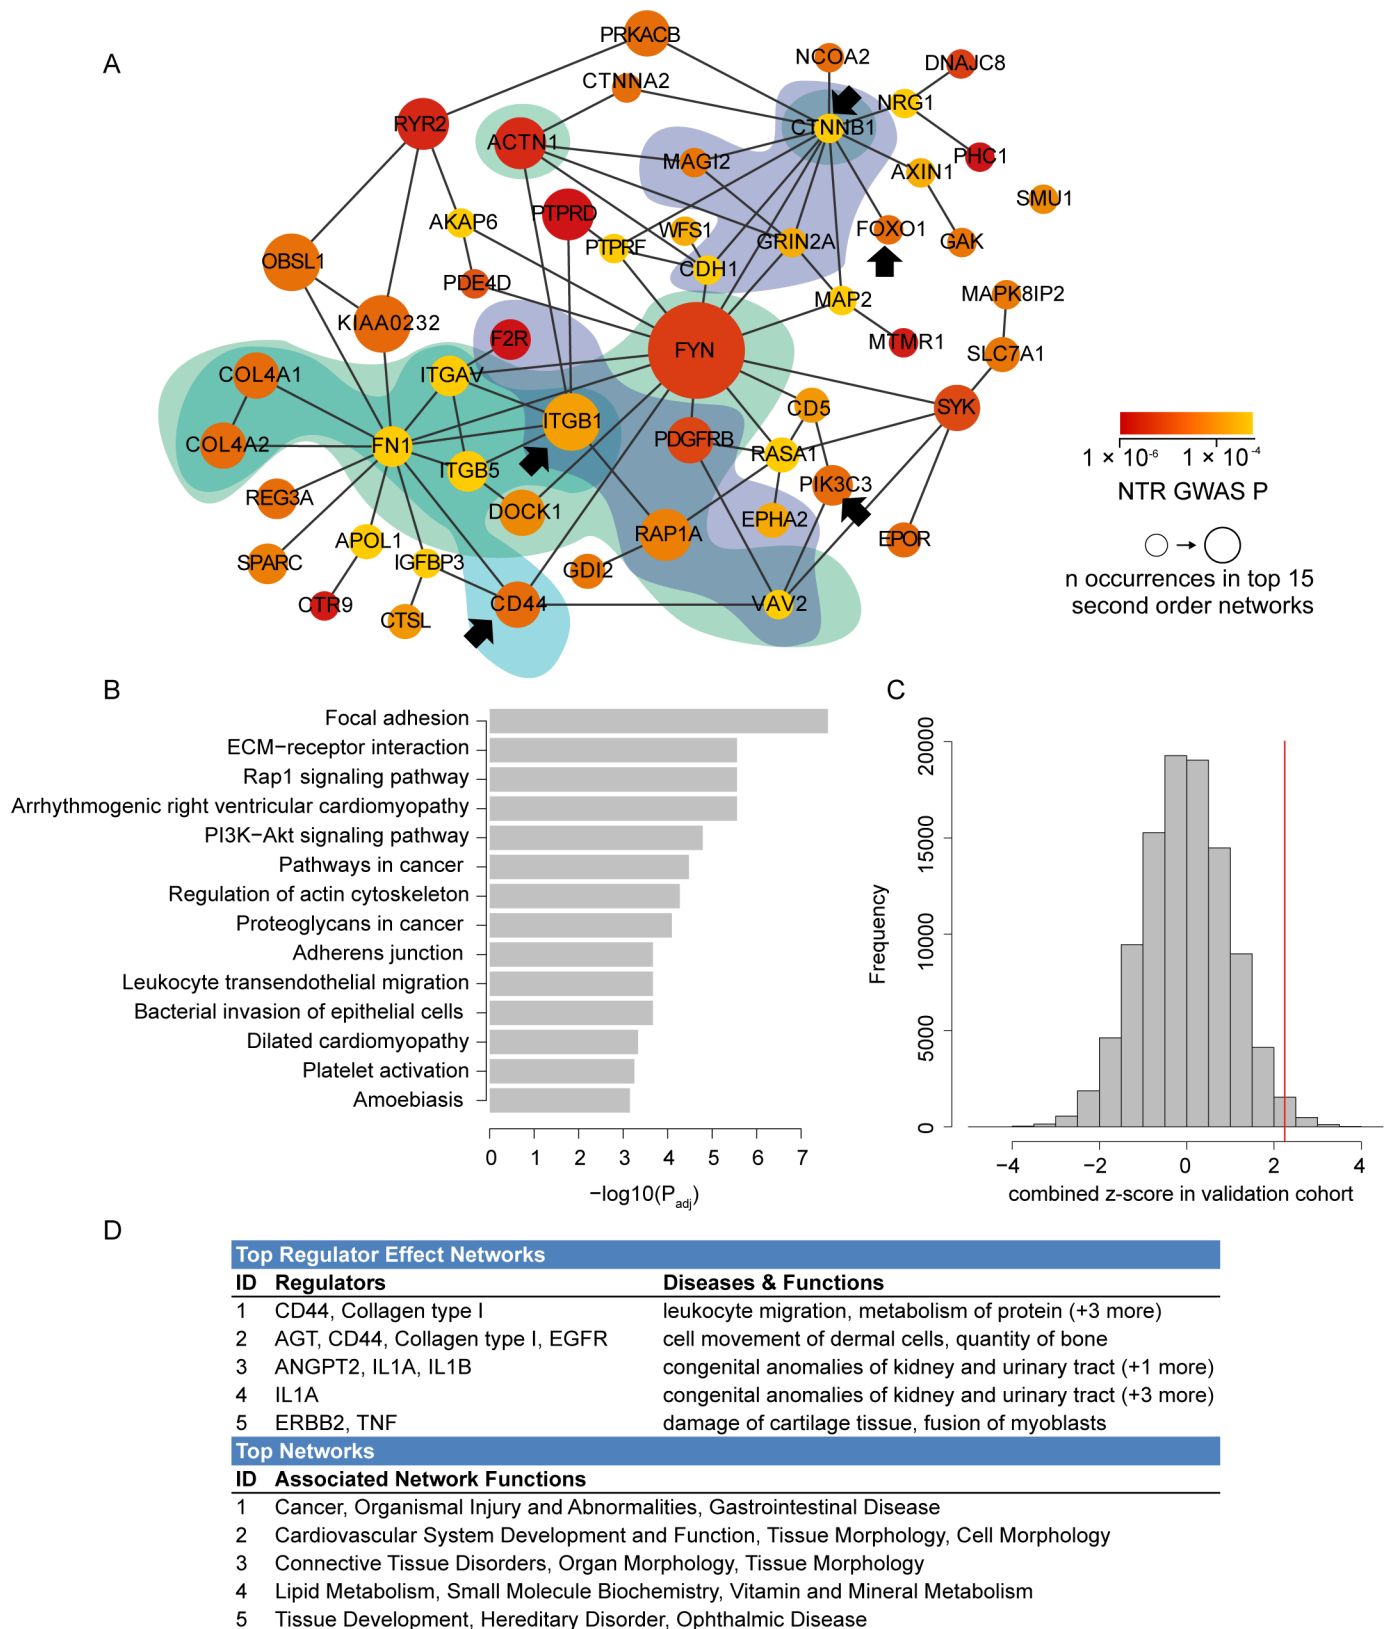 A
PRKACB
NCOA2
DNAJC8
CTNNA2
NRG1
RYR2
ACTN1
CTNNB1
PHC1
MAGI2
AXIN1
SMU1
PTPRD
AKAP6
WFS1
FOXO1
GAK
PTPRF
GRIN2A
OBSL1
CDH1
PDE4D
MAP2
MAPK8IP2
KIAA0232
F2R
FYN
MTMR1
SLC7A1
COL4A1
ITGAV
CD5
SYK
ITGB1
COL4A2
FN1
PDGFRB
RASA1
ITGB5
PIK3C3
REG3A
DOCK1
EPHA2
RAP1A
APOL1
EPOR
SPARC
IGFBP3
GDI2
CTR9
CD44
VAV2
CTSL
1 × 10-6 1 × 10-4
NTR GWAS P
n occurrences in top 15
second order networks
B
Focal adhesion
ECM−receptor interaction
Rap1 signaling pathway
Arrhythmogenic right ventricular cardiomyopathy
PI3K−Akt signaling pathway
Pathways in cancer
Regulation of actin cytoskeleton
Proteoglycans in cancer
Adherens junction
Leukocyte transendothelial migration
Bacterial invasion of epithelial cells
Dilated cardiomyopathy
Platelet activation
Amoebiasis
0 1 2 3 4 5 6 7
−log10(Padj)
C
20000
15000
10000
5000
0
Frequency
−4 −2 0 2 4
combined z-score in validation cohort
D
Top Regulator Effect Networks
ID Regulators Diseases & Functions
1 CD44, Collagen type I leukocyte migration, metabolism of protein (+3 more)
2 AGT, CD44, Collagen type I, EGFR cell movement of dermal cells, quantity of bone
3 ANGPT2, IL1A, IL1B congenital anomalies of kidney and urinary tract (+1 more)
4 IL1A congenital anomalies of kidney and urinary tract (+3 more)
5 ERBB2, TNF damage of cartilage tissue, fusion of myoblasts
Top Networks
ID Associated Network Functions
1 Cancer, Organismal Injury and Abnormalities, Gastrointestinal Disease
2 Cardiovascular System Development and Function, Tissue Morphology, Cell Morphology
3 Connective Tissue Disorders, Organ Morphology, Tissue Morphology
4 Lipid Metabolism, Small Molecule Biochemistry, Vitamin and Mineral Metabolism
5 Tissue Development, Hereditary Disorder, Ophthalmic Disease